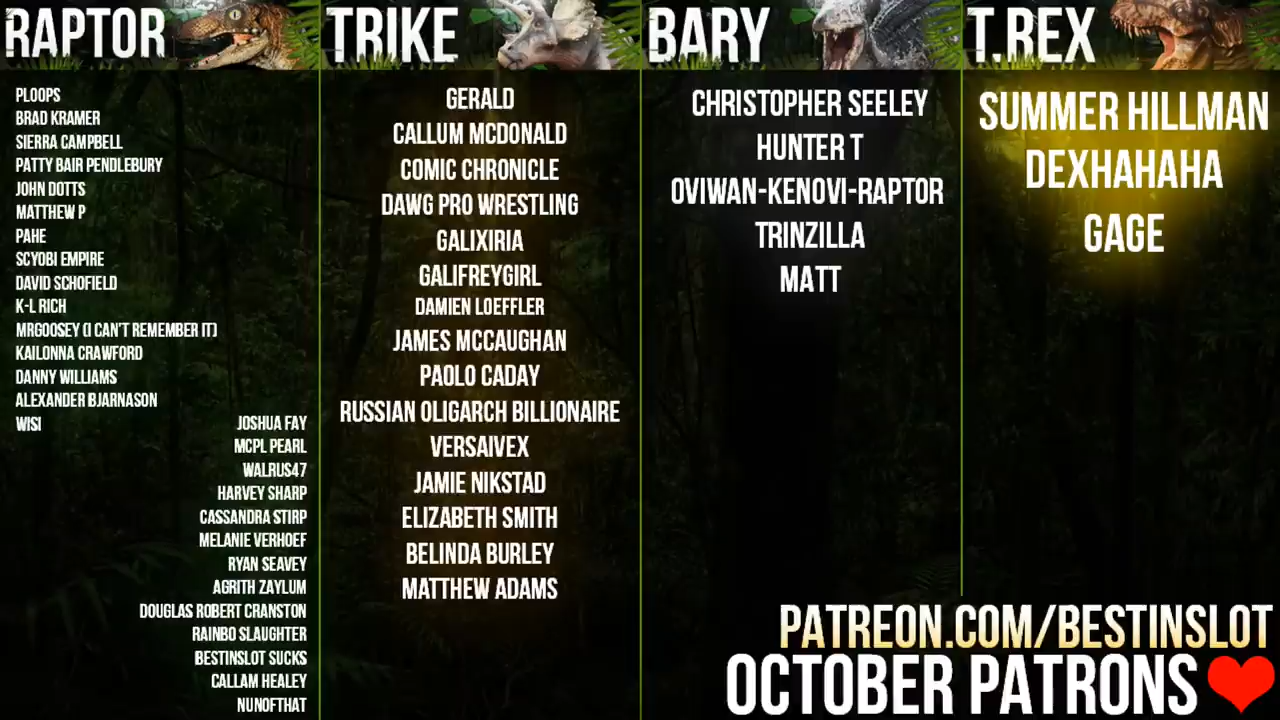 RAPTOR
PLOOPS
BRAD KRAMER
SIERRA CAMPBELL
PATTY BAIR PENDLEBURY
JOHN DOTTS
MATTHEW P
PAHE
SCYOBI EMPIRE
DAVID SCHOFIELD
K-L RICH
MRGOOSEY (I CAN'T REMEMBER IT)
KAILONNA CRAWFORD
DANNY WILLIAMS
ALEXANDER BJARNASON
WISI
JOSHUA FAY
MCPL PEARL
WALRUS47
HARVEY SHARP
CASSANDRA STIRP
MELANIE VERHOEF
RYAN SEAVEY
AGRITH ZAYLUM
DOUGLAS ROBERT CRANSTON
RAINBO SLAUGHTER
BESTINSLOT SUCKS
CALLAM HEALEY
NUNOFTHAT
TRIKE
GERALD
CALLUM MCDONALD
COMIC CHRONICLE
DAWG PRO WRESTLING
GALIXIRIA
GALIFREYGIRL
DAMIEN LOEFFLER
JAMES MCCAUGHAN
PAOLO CADAY
RUSSIAN OLIGARCH BILLIONAIRE
VERSAIVEX
JAMIE NIKSTAD
ELIZABETH SMITH
BELINDA BURLEY
MATTHEW ADAMS
BARY
CHRISTOPHER SEELEY
HUNTER T
OVIWAN-KENOVI-RAPTOR
TRINZILLA
MATT
T.REX
SUMMER HILLMAN
DEXHAHAHA
GAGE
PATREON.COM/BESTINSLOT
OCTOBER PATRONS